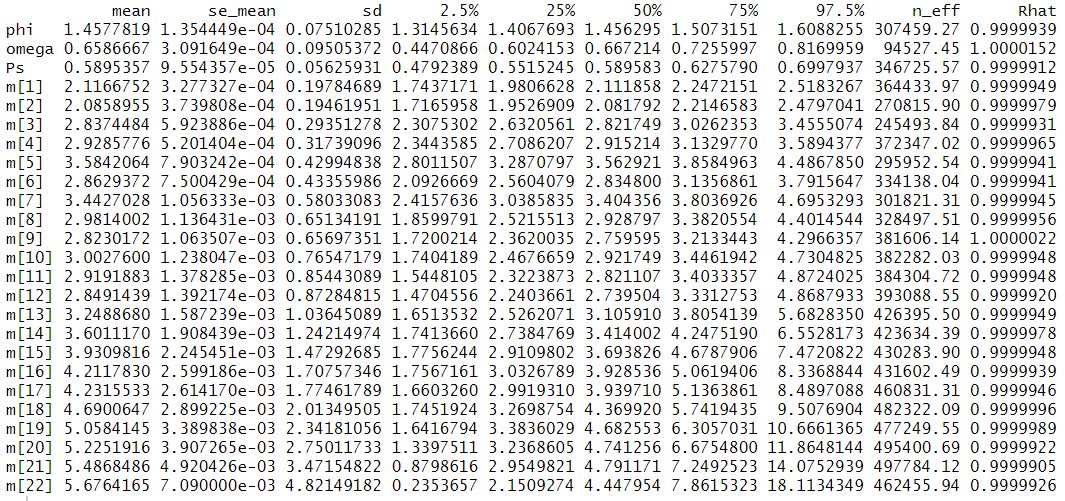 mean se_mean sd 2.5% 25% 50% 75% 97.5% n_eff Rhat
phi 1.4577819 1.354449e-04 0.07510285 1.3145634 1.4067693 1.456295 1.5073151 1.6088255 307459.27 0.9999939
omega 0.6586667 3.091649e-04 0.09505372 0.4470866 0.6024153 0.667214 0.7255997 0.8169959 94527.45 1.0000152
Ps 0.5895357 9.554357e-05 0.05625931 0.4792389 0.5515245 0.589583 0.6275790 0.6997937 346725.57 0.9999912
m[1] 2.1166752 3.277327e-04 0.19784689 1.7437171 1.9806628 2.111858 2.2472151 2.5183267 364433.97 0.9999949
m[2] 2.0858955 3.739808e-04 0.19461951 1.7165958 1.9526909 2.081792 2.2146583 2.4797041 270815.90 0.9999979
m[3] 2.8374484 5.923886e-04 0.29351278 2.3075302 2.6320561 2.821749 3.0262353 3.4555074 245493.84 0.9999931
m[4] 2.9285776 5.201404e-04 0.31739096 2.3443585 2.7086207 2.915214 3.1329770 3.5894377 372347.02 0.9999965
m[5] 3.5842064 7.903242e-04 0.42994838 2.8011507 3.2870797 3.562921 3.8584963 4.4867850 295952.54 0.9999941
m[6] 2.8629372 7.500429e-04 0.43355986 2.0926669 2.5604079 2.834800 3.1356861 3.7915647 334138.04 0.9999941
m[7] 3.4427028 1.056333e-03 0.58033083 2.4157636 3.0385835 3.404356 3.8036926 4.6953293 301821.31 0.9999945
m[8] 2.9814002 1.136431e-03 0.65134191 1.8599791 2.5215513 2.928797 3.3820554 4.4014544 328497.51 0.9999956
m[9] 2.8230172 1.063507e-03 0.65697351 1.7200214 2.3620035 2.759595 3.2133443 4.2966357 381606.14 1.0000022
m[10] 3.0027600 1.238047e-03 0.76547179 1.7404189 2.4676659 2.921749 3.4461942 4.7304825 382282.03 0.9999948
m[11] 2.9191883 1.378285e-03 0.85443089 1.5448105 2.3223873 2.821107 3.4033357 4.8724025 384304.72 0.9999948
m[12] 2.8491439 1.392174e-03 0.87284815 1.4704556 2.2403661 2.739504 3.3312753 4.8687933 393088.55 0.9999920
m[13] 3.2488680 1.587239e-03 1.03645089 1.6513532 2.5262071 3.105910 3.8054139 5.6828350 426395.50 0.9999949
m[14] 3.6011170 1.908439e-03 1.24214974 1.7413660 2.7384769 3.414002 4.2475190 6.5528173 423634.39 0.9999978
m[15] 3.9309816 2.245451e-03 1.47292685 1.7756244 2.9109802 3.693826 4.6787906 7.4720822 430283.90 0.9999948
m[16] 4.2117830 2.599186e-03 1.70757346 1.7567161 3.0326789 3.928536 5.0619406 8.3368844 431602.49 0.9999939
m[17] 4.2315533 2.614170e-03 1.77461789 1.6603260 2.9919310 3.939710 5.1363861 8.4897088 460831.31 0.9999946
m[18] 4.6900647 2.899225e-03 2.01349505 1.7451924 3.2698754 4.369920 5.7419435 9.5076904 482322.09 0.9999996
m[19] 5.0584145 3.389838e-03 2.34181056 1.6416794 3.3836029 4.682553 6.3057031 10.6661365 477249.55 0.9999989
m[20] 5.2251916 3.907265e-03 2.75011733 1.3397511 3.2368605 4.741256 6.6754800 11.8648144 495400.69 0.9999922
m[21] 5.4868486 4.920426e-03 3.47154822 0.8798616 2.9549821 4.791171 7.2492523 14.0752939 497784.12 0.9999905
m[22] 5.6764165 7.090000e-03 4.82149182 0.2353657 2.1509274 4.447954 7.8615323 18.1134349 462455.94 0.9999926